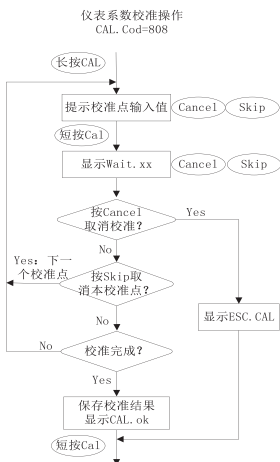 仪表系数校准操作
CAL.Cod=808
长按CAL
提示校准点输入值
Cancel
Skip
短按Cal
显示Wait.xx
Cancel
Skip
按Cancel
取消校准？
Yes
No
Yes：下一
个校准点
按Skip取
消本校准点？
显示ESC.CAL
No
No
校准完成？
Yes
保存校准结果
显示CAL.ok
短按Cal